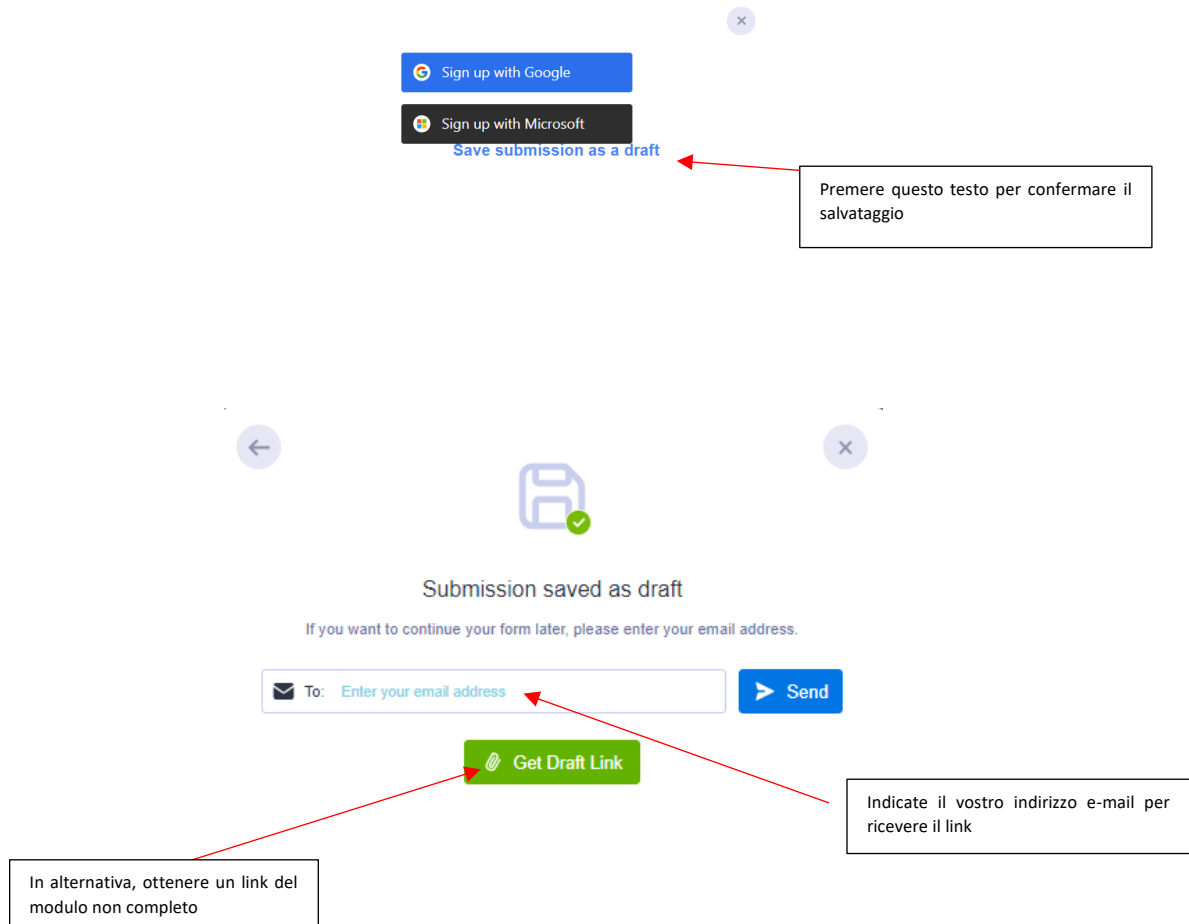 Sign up with Google
Sign up with Microsoft
Save submission as a draft
Premere questo testo per confermare il
salvataggio
Submission saved as draft
If you want to continue your form later, please enter your email address.
To: Enter your email address
Send
Get Draft Link
Indicate il vostro indirizzo e-mail per
ricevere il link
In alternativa, ottenere un link del
modulo non completo